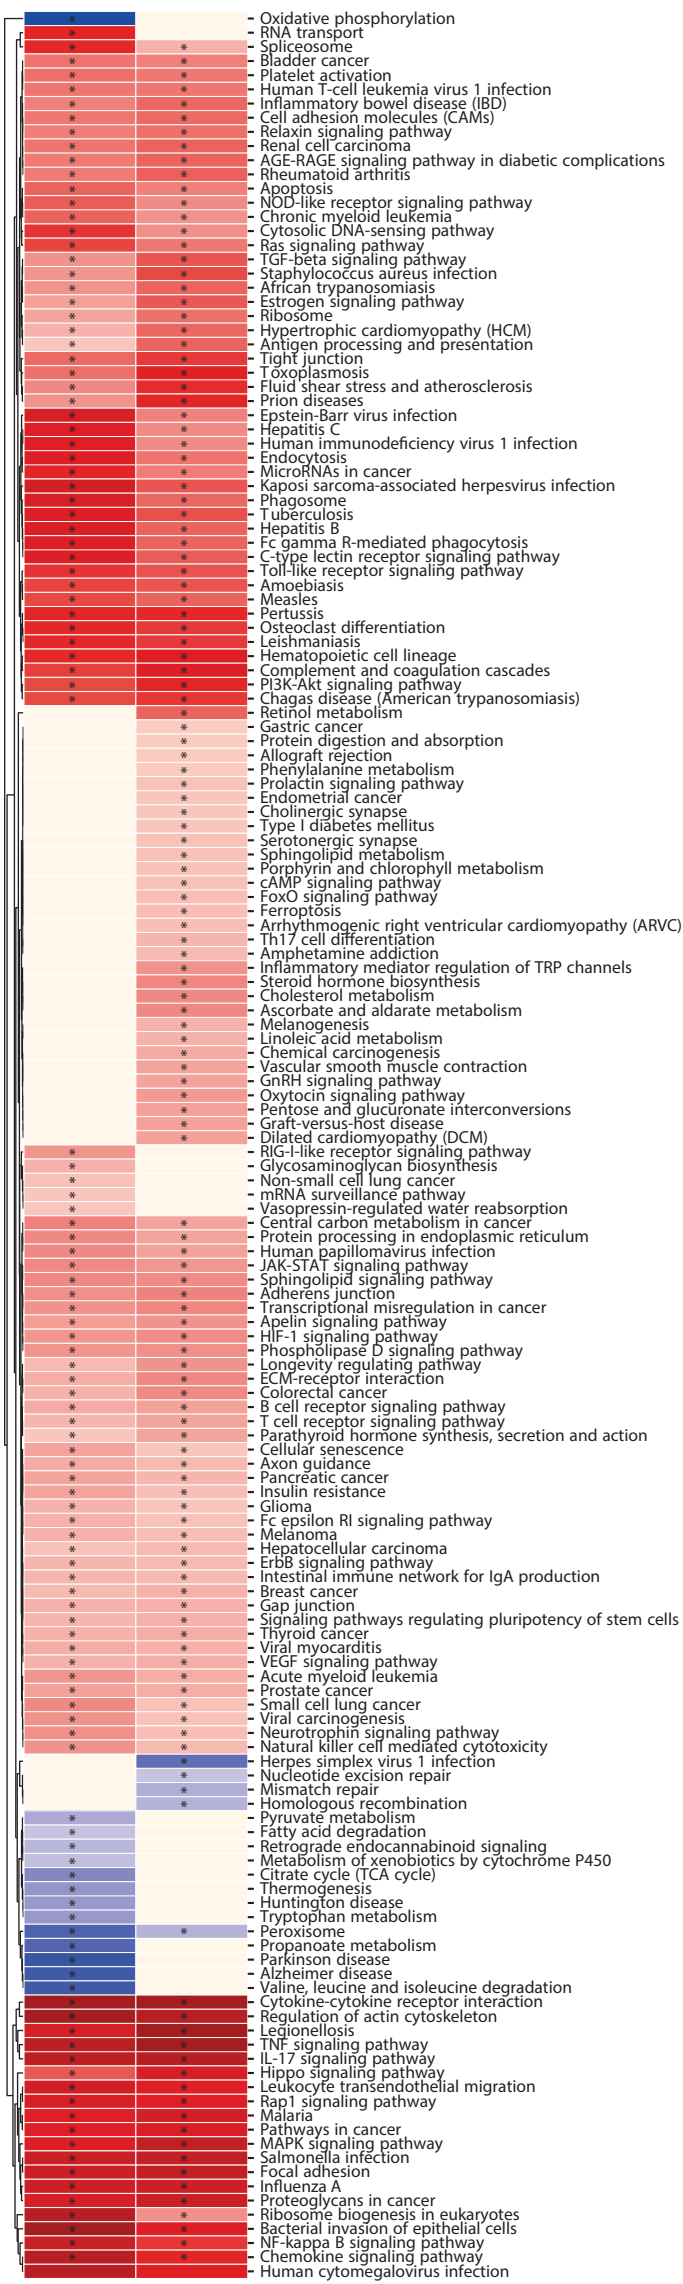 Oxidative phosphorylation
RNA transport
Spliceosome
Bladder cancer
Platelet activation
Human T-cell leukemia virus 1 infection
Inflammatory bowel disease (IBD)
Cell adhesion molecules (CAMs)
Relaxin signaling pathway
Renal cell carcinoma
AGE-RAGE signaling pathway in diabetic complications
Rheumatoid arthritis
Apoptosis
NOD-like receptor signaling pathway
Chronic myeloid leukemia
Cytosolic DNA-sensing pathway
Ras signaling pathway
TGF-beta signaling pathway
Staphylococcus aureus infection
African trypanosomiasis
Estrogen signaling pathway
Ribosome
Hypertrophic cardiomyopathy (HCM)
Antigen processing and presentation
Tight junction
Toxoplasmosis
Fluid shear stress and atherosclerosis
Prion diseases
Epstein-Barr virus infection
Hepatitis C
Human immunodeficiency virus 1 infection
Endocytosis
MicroRNAs in cancer
Kaposi sarcoma-associated herpesvirus infection
Phagosome
Tuberculosis
Hepatitis B
Fc gamma R-mediated phagocytosis
C-type lectin receptor signaling pathway
Toll-like receptor signaling pathway
Amoebiasis
Measles
Pertussis
Osteoclast differentiation
Leishmaniasis
Hematopoietic cell lineage
Complement and coagulation cascades
PI3K-Akt signaling pathway
Chagas disease (American trypanosomiasis)
Retinol metabolism
Gastric cancer
Protein digestion and absorption
Allograft rejection
Phenylalanine metabolism
Prolactin signaling pathway
Endometrial cancer
Cholinergic synapse
Type I diabetes mellitus
Serotonergic synapse
Sphingolipid metabolism
Porphyrin and chlorophyll metabolism
cAMP signaling pathway
FoxO signaling pathway
Ferroptosis
Arrhythmogenic right ventricular cardiomyopathy (ARVC)
Th17 cell differentiation
Amphetamine addiction
Inflammatory mediator regulation of TRP channels
Steroid hormone biosynthesis
Cholesterol metabolism
Ascorbate and aldarate metabolism
Melanogenesis
Linoleic acid metabolism
Chemical carcinogenesis
Vascular smooth muscle contraction
GnRH signaling pathway
Oxytocin signaling pathway
Pentose and glucuronate interconversions
Graft-versus-host disease
Dilated cardiomyopathy (DCM)
RIG-I-like receptor signaling pathway
Glycosaminoglycan biosynthesis
Non-small cell lung cancer
mRNA surveillance pathway
Vasopressin-regulated water reabsorption
Central carbon metabolism in cancer
Protein processing in endoplasmic reticulum
Human papillomavirus infection
JAK-STAT signaling pathway
Sphingolipid signaling pathway
Adherens junction
Transcriptional misregulation in cancer
Apelin signaling pathway
HIF-1 signaling pathway
Phospholipase D signaling pathway
Longevity regulating pathway
ECM-receptor interaction
Colorectal cancer
B cell receptor signaling pathway
T cell receptor signaling pathway
Parathyroid hormone synthesis, secretion and action
Cellular senescence
Axon guidance
Pancreatic cancer
Insulin resistance
Glioma
Fc epsilon RI signaling pathway
Melanoma
Hepatocellular carcinoma
ErbB signaling pathway
Intestinal immune network for IgA production
Breast cancer
Gap junction
Signaling pathways regulating pluripotency of stem cells
Thyroid cancer
Viral myocarditis
VEGF signaling pathway
Acute myeloid leukemia
Prostate cancer
Small cell lung cancer
Viral carcinogenesis
Neurotrophin signaling pathway
Natural killer cell mediated cytotoxicity
Herpes simplex virus 1 infection
Nucleotide excision repair
Mismatch repair
Homologous recombination
Pyruvate metabolism
Fatty acid degradation
Retrograde endocannabinoid signaling
Metabolism of xenobiotics by cytochrome P450
Citrate cycle (TCA cycle)
Thermogenesis
Huntington disease
Tryptophan metabolism
Peroxisome
Propanoate metabolism
Parkinson disease
Alzheimer disease
Valine, leucine and isoleucine degradation
Cytokine-cytokine receptor interaction
Regulation of actin cytoskeleton
Legionellosis
TNF signaling pathway
IL-17 signaling pathway
Hippo signaling pathway
Leukocyte transendothelial migration
Rap1 signaling pathway
Malaria
Pathways in cancer
MAPK signaling pathway
Salmonella infection
Focal adhesion
Influenza A
Proteoglycans in cancer
Ribosome biogenesis in eukaryotes
Bacterial invasion of epithelial cells
NF-kappa B signaling pathway
Chemokine signaling pathway
Human cytomegalovirus infection